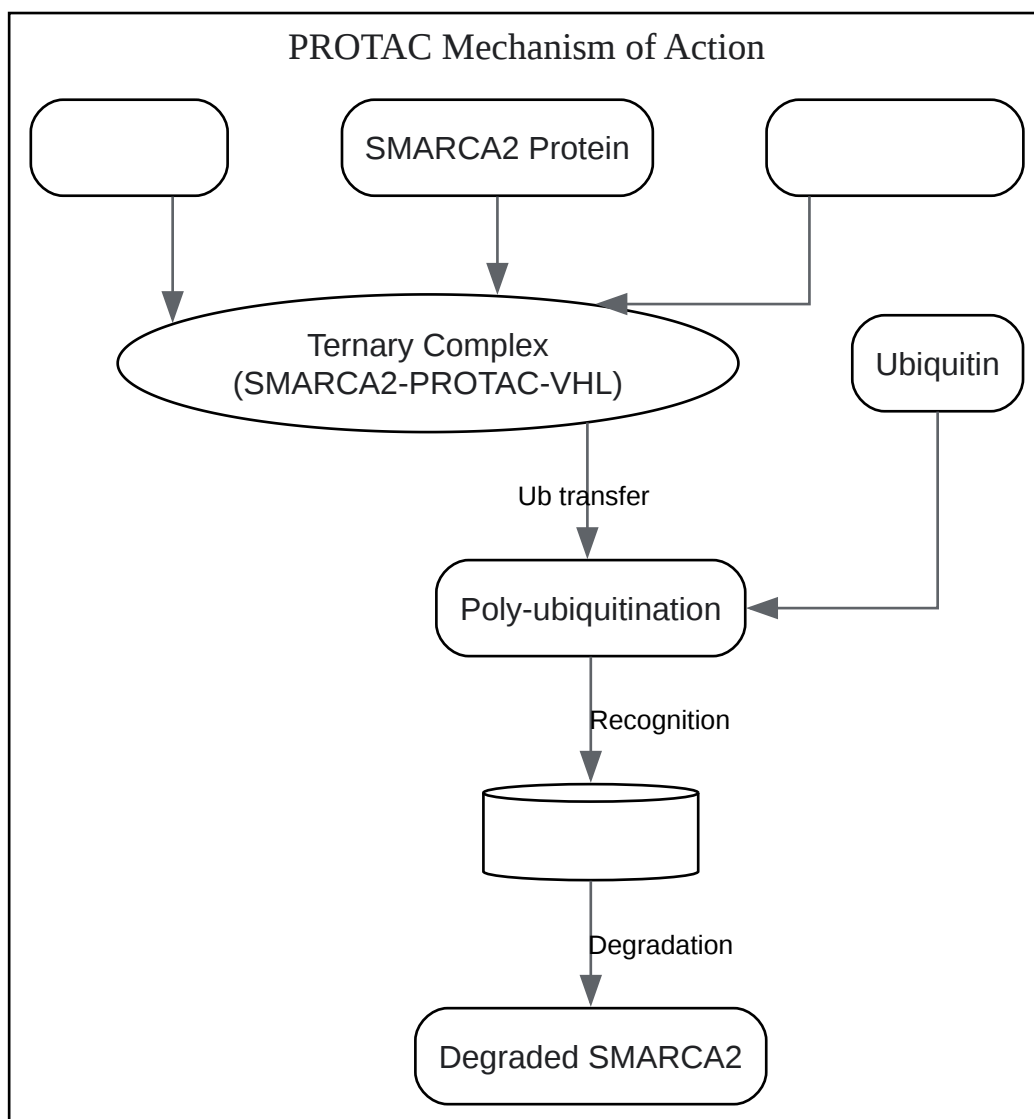 PROTAC Mechanism of Action
SMARCA2 Protein
Ternary Complex
(SMARCA2-PROTAC-VHL)
Ubiquitin
Ub transfer
Poly-ubiquitination
Recognition
Degradation
Degraded SMARCA2